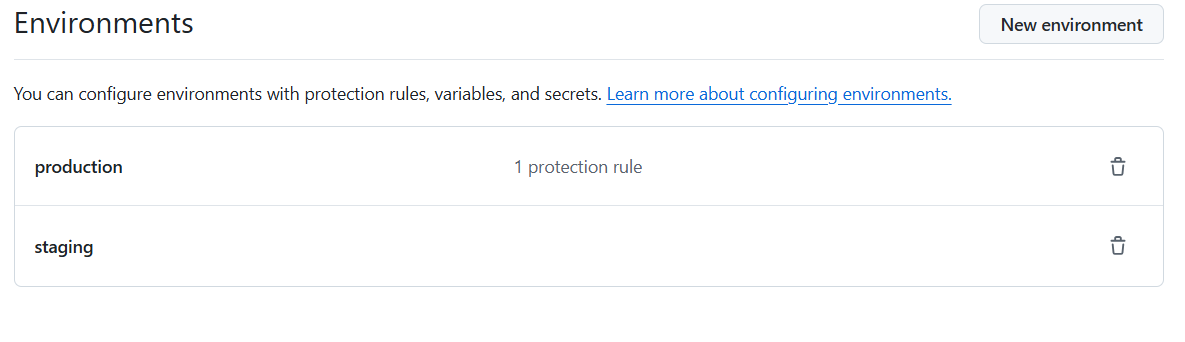 Environments
New environment
You can configure environments with protection rules, variables, and secrets. Learn more about configuring environments.
production
1 protection rule
staging